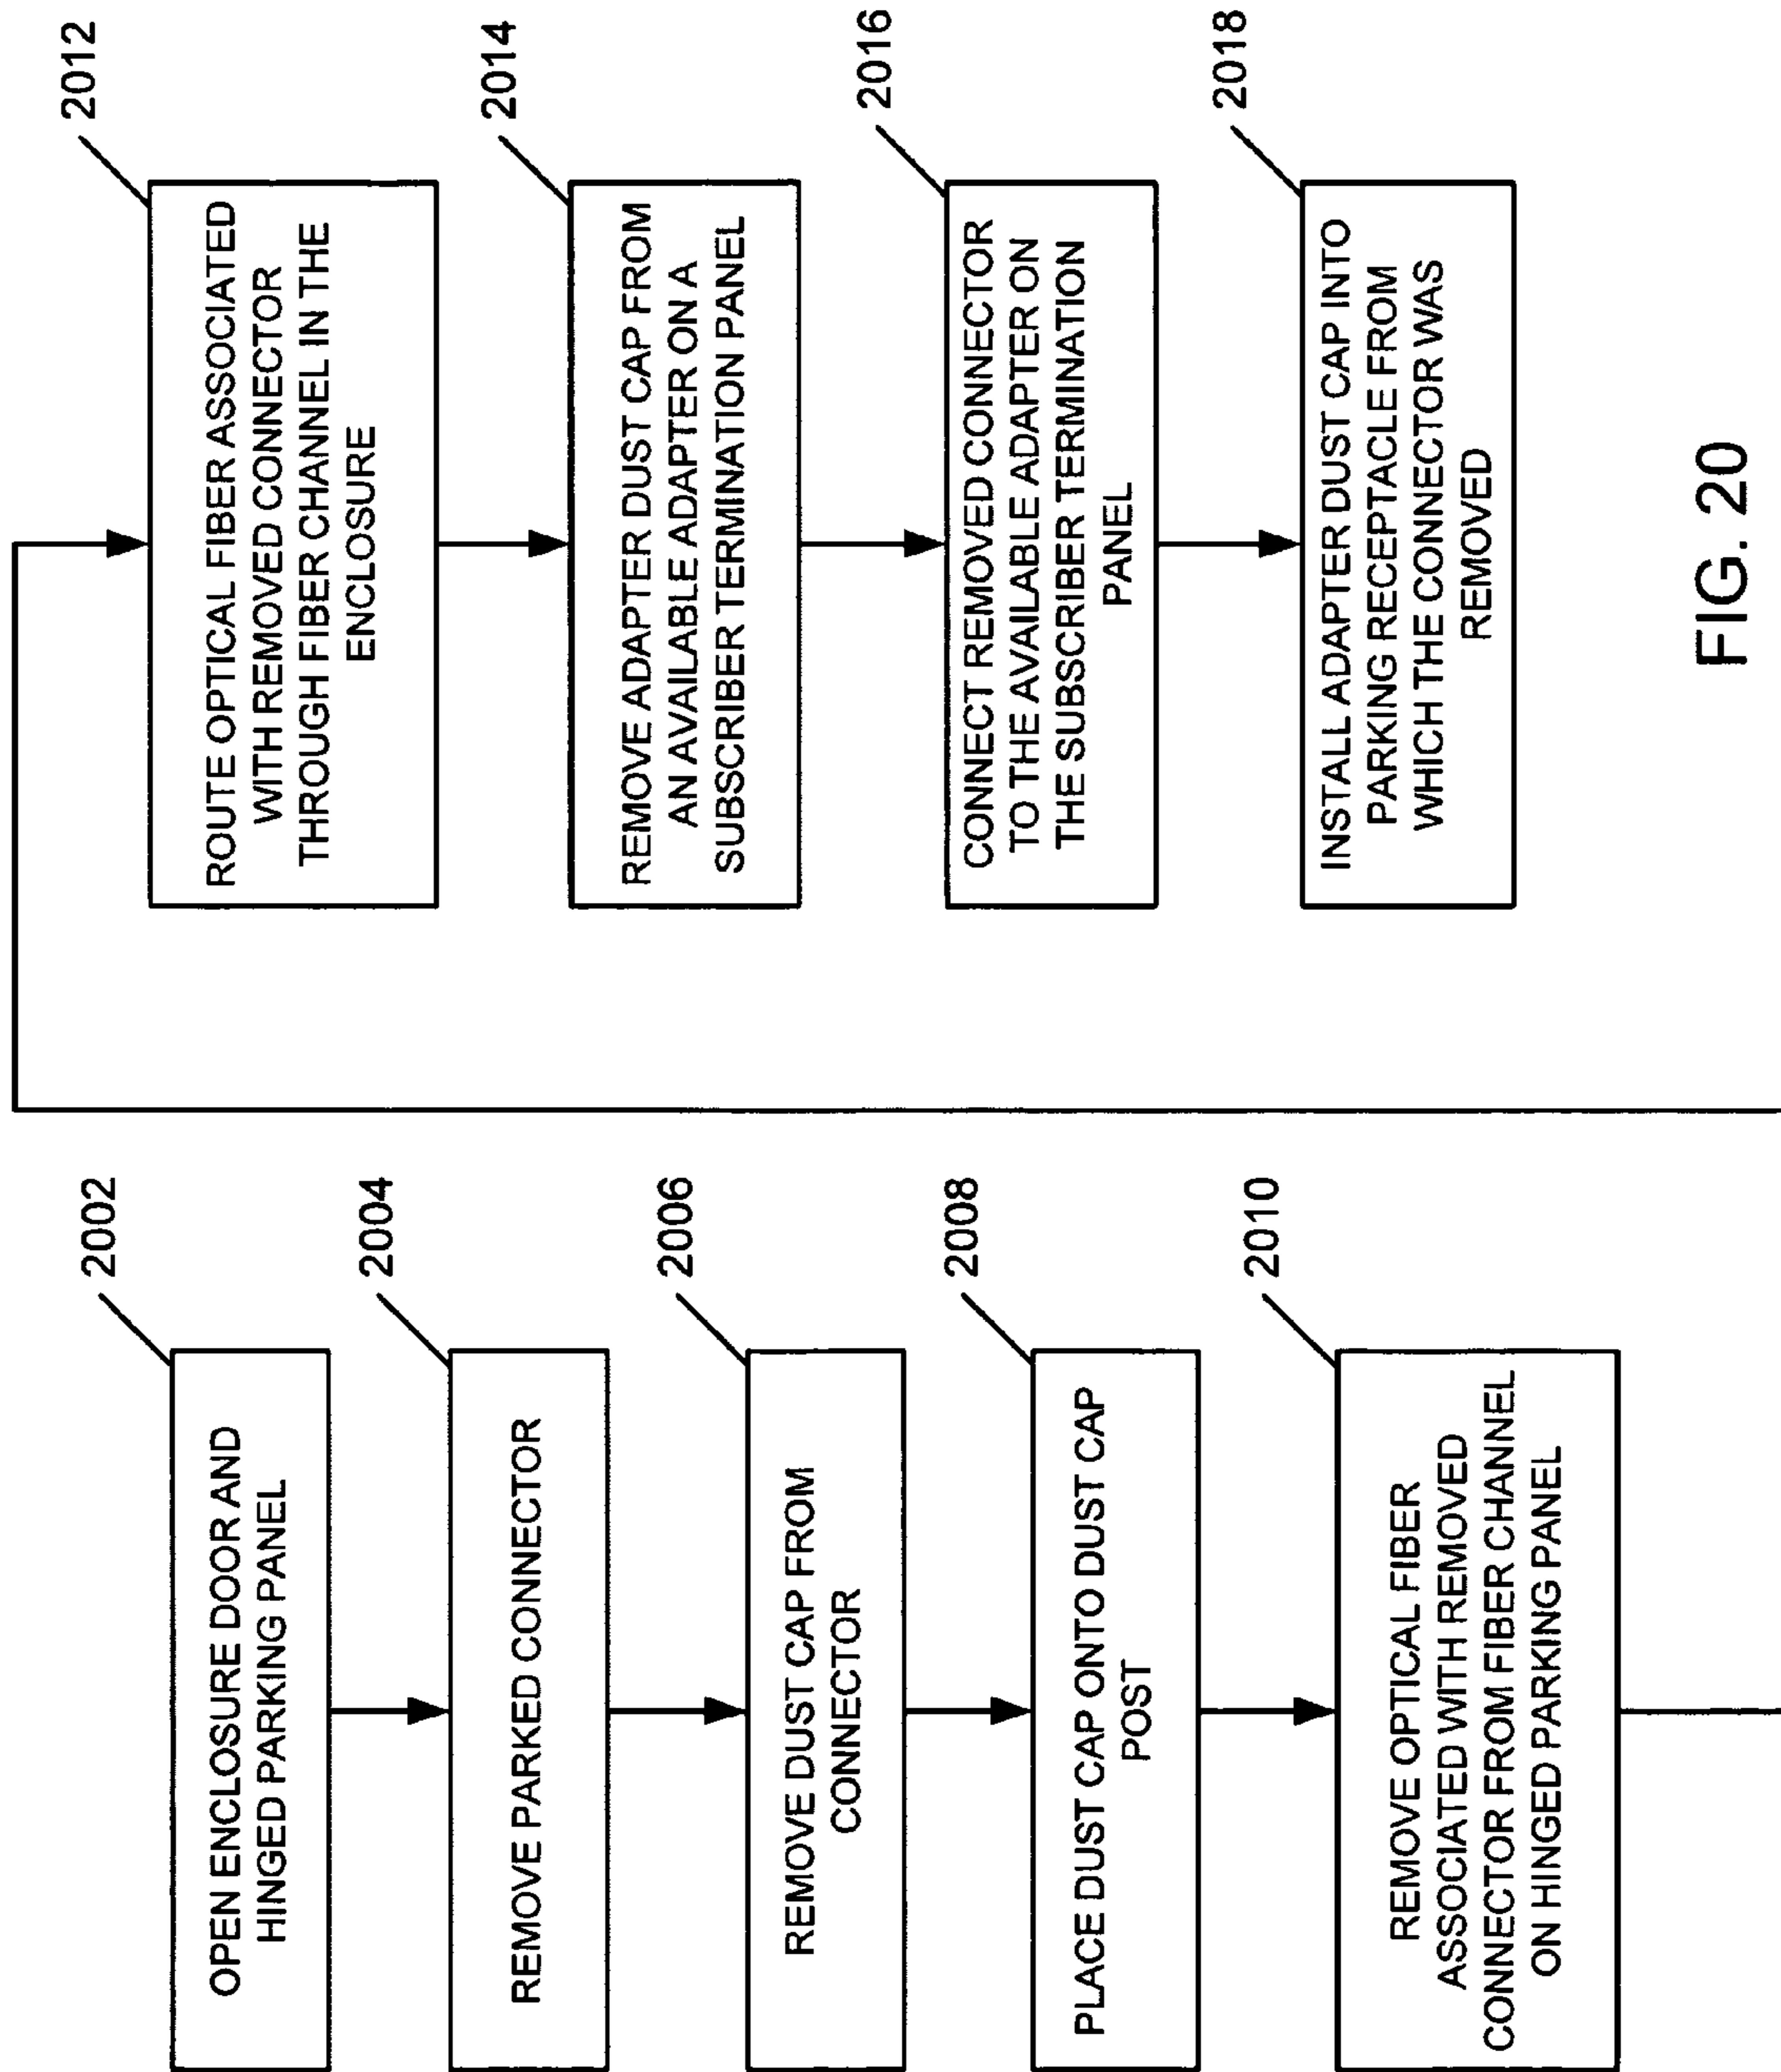 2002
OPEN ENCLOSURE DOOR AND
HINGED PARKING PANEL
2004
REMOVE PARKED CONNECTOR
2006
REMOVE DUST CAP FROM
CONNECTOR
2008
PLACE DUST CAP ONTO DUST CAP
POST
2010
REMOVE OPTICAL FIBER
ASSOCIATED WITH REMOVED
CONNECTOR FROM FIBER CHANNEL
ON HINGED PARKING PANEL
2012
ROUTE OPTICAL FIBER ASSOCIATED
WITH REMOVED CONNECTOR
THROUGH FIBER CHANNEL IN THE
ENCLOSURE
2014
REMOVE ADAPTER DUST CAP FROM
AN AVAILABLE ADAPTER ON A
SUBSCRIBER TERMINATION PANEL
2016
CONNECT REMOVED CONNECTOR
TO THE AVAILABLE ADAPTER ON
THE SUBSCRIBER TERMINATION
PANEL
2018
INSTALL ADAPTER DUST CAP INTO
PARKING RECEPTACLE FROM
WHICH THE CONNECTOR WAS
REMOVED
FIG. 20